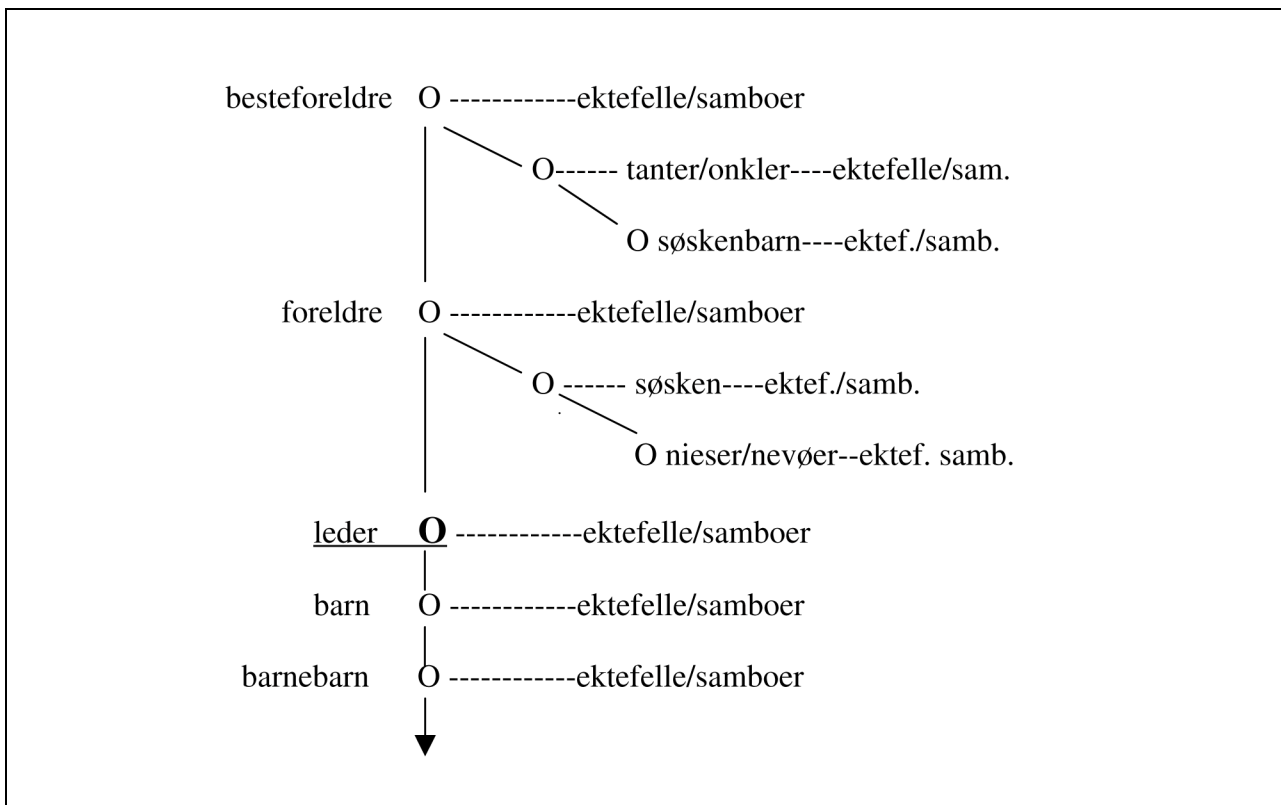 besteforeldre O ------------ektefelle/samboer
O------ tanter/onkler----ektefelle/sam.
O søskenbarn----ektef./samb.
foreldre O ------------ektefelle/samboer
O ------ søsken----ektef./samb.
O nieser/nevøer--ektef. samb.
leder O ------------ektefelle/samboer
barn O ------------ektefelle/samboer
barnebarn O ------------ektefelle/samboer